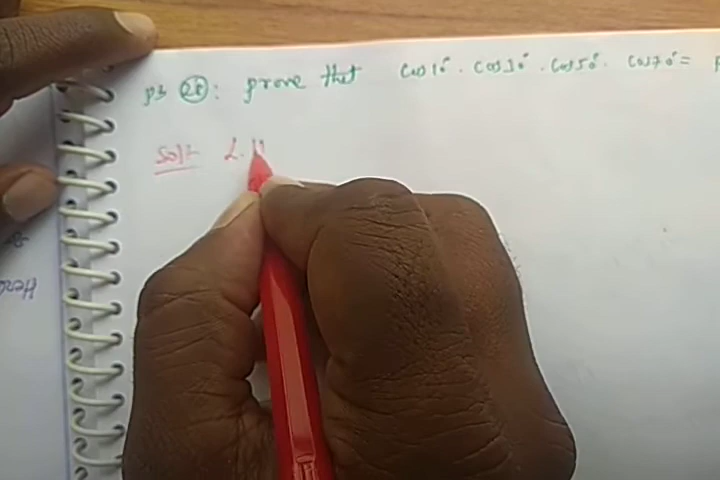 pb 28: prove that cos10°. cos30°. cos50°. cos70° =
Sol:- L.H